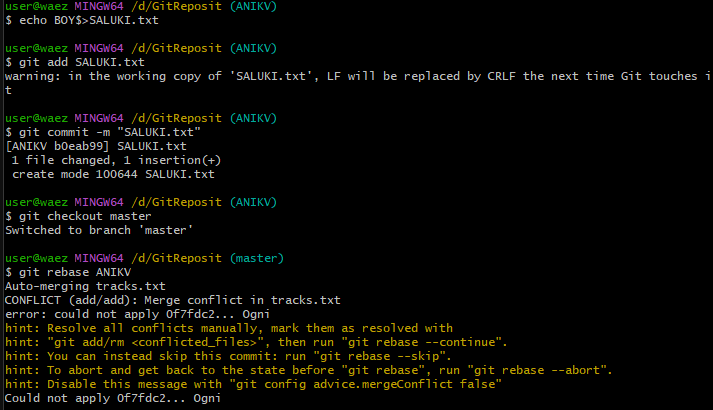 user@waez MINGW64 /d/GitReposit (ANIKV)
$ echo BOY$>SALUKI.txt
user@waez MINGW64 /d/GitReposit (ANIKV)
$ git add SALUKI.txt
warning: in the working copy of 'SALUKI.txt', LF will be replaced by CRLF the next time Git touches i
t
user@waez MINGW64 /d/GitReposit (ANIKV)
$ git commit -m "SALUKI.txt"
[ANIKV b0eab99] SALUKI.txt
1 file changed, 1 insertion(+)
create mode 100644 SALUKI.txt
user@waez MINGW64 /d/GitReposit (ANIKV)
$ git checkout master
Switched to branch 'master'
user@waez MINGW64 /d/GitReposit (master)
$ git rebase ANIKV
Auto-merging tracks.txt
CONFLICT (add/add): Merge conflict in tracks.txt
error: could not apply 0f7fdc2... Ogni
hint: Resolve all conflicts manually, mark them as resolved with
hint: "git add/rm <conflicted_files>", then run "git rebase --continue".
hint: You can instead skip this commit: run "git rebase --skip".
hint: To abort and get back to the state before "git rebase", run "git rebase --abort".
hint: Disable this message with "git config advice.mergeConflict false"
Could not apply 0f7fdc2... Ogni